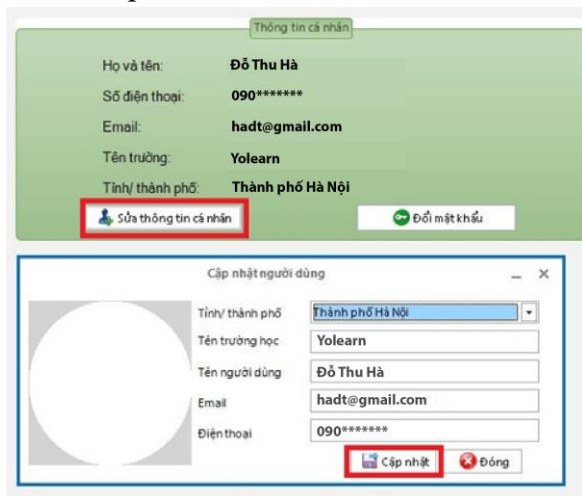 Thông tin cá nhân
Họ và tên: Đỗ Thu Hà
Số điện thoại: 090*******
Email: hadt@gmail.com
Tên trường: Yolearn
Tỉnh/ thành phố: Thành phố Hà Nội
Sửa thông tin cá nhân Đổi mật khẩu
Cập nhật người dùng
Tỉnh/ thành phố Thành phố Hà Nội
Tên trường học Yolearn
Tên người dùng Đỗ Thu Hà
Email hadt@gmail.com
Điện thoại 090*******
Cập nhật Đóng